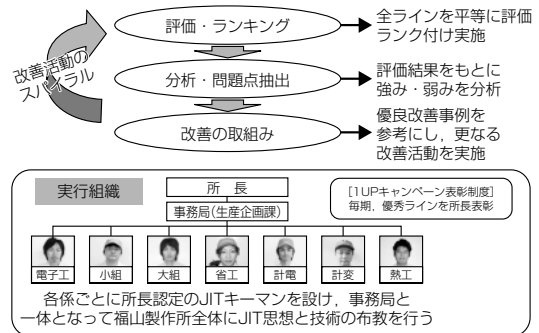 評価・ランキング
全ラインを平等に評価
ランク付け実施
改善活動の
スパイラル
分析・問題点抽出
評価結果をもとに
強み・弱みを分析
改善の取組み
優良改善事例を
参考にし，更なる
改善活動を実施
実行組織
所　長
事務局（生産企画課）
［1UPキャンペーン表彰制度］
毎期，優秀ラインを所長表彰
電子工
小組
大組
省工
計電
計変
熱工
各係ごとに所長認定のJITキーマンを設け，事務局と
一体となって福山製作所全体にJIT思想と技術の布教を行う